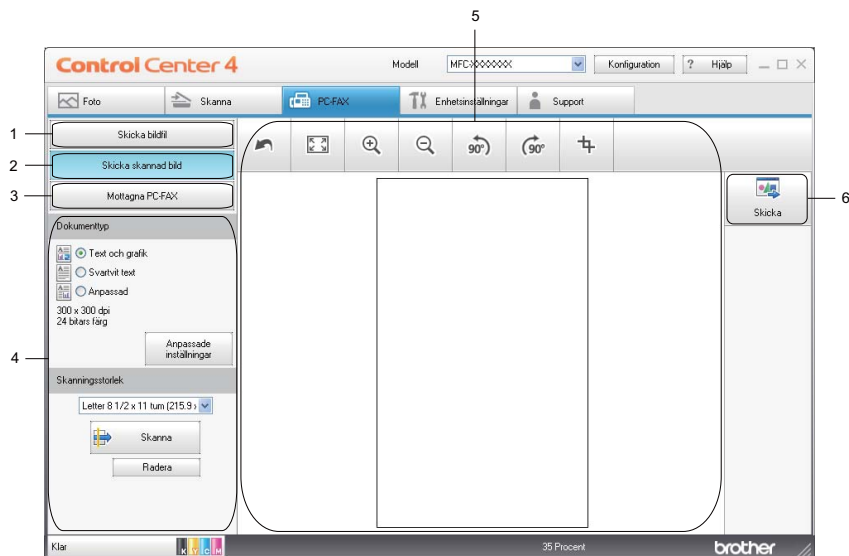 5
Control Center 4
Modell
MFC-XXXXXX
Konfiguration
? Hjälp
Foto
Skanna
PC-FAX
Enhetsinställningar
Support
1
Skicka bildfil
2
Skicka skannad bild
3
Mottagna PC-FAX
90°
90°
6
Skicka
Dokumenttyp
Text och grafik
Svartvit text
Anpassad
300 x 300 dpi
24 bitars färg
4
Anpassade
inställningar
Skanningsstorlek
Letter 8 1/2 x 11 tum (215.9 x
Skanna
Radera
Klar
K Y C M
35 Procent
brother